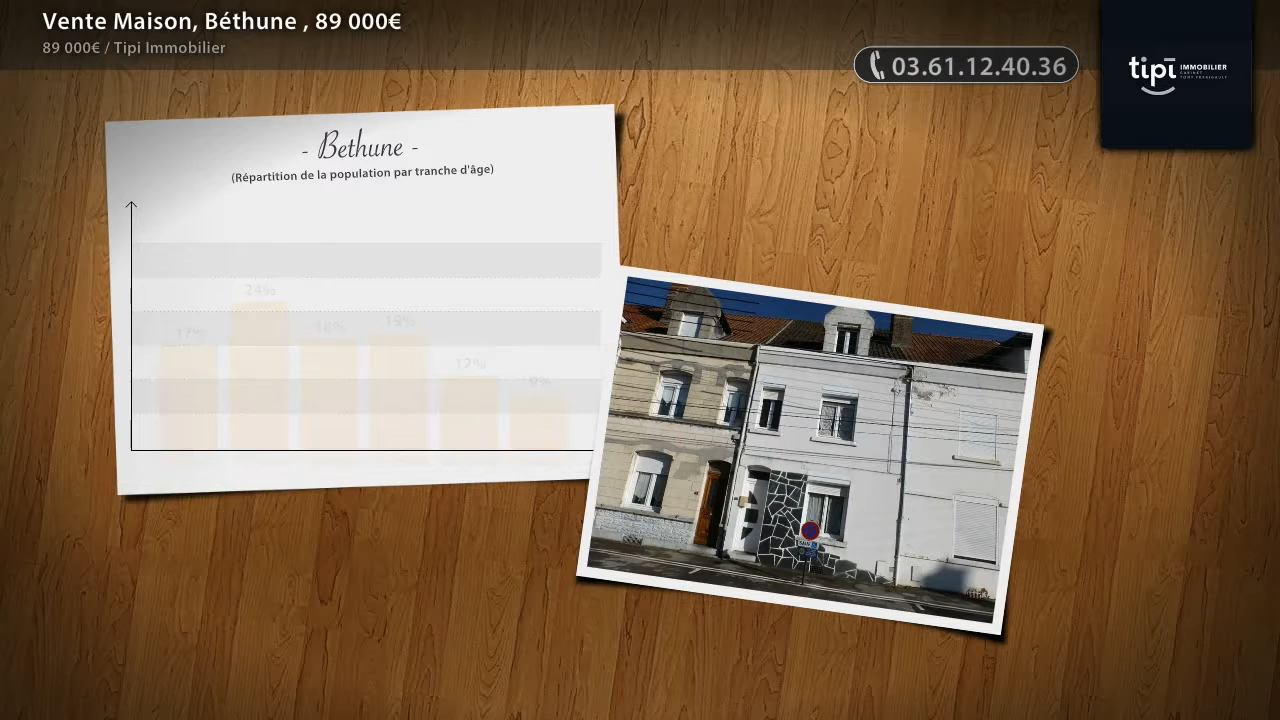 Vente Maison, Béthune , 89 000€
89 000€ / Tipi Immobilier
03.61.12.40.36
tipi IMMOBILIER
CABINET
- Bethune -
(Répartition de la population par tranche d'âge)
24%
17%
18%
19%
12%
9%